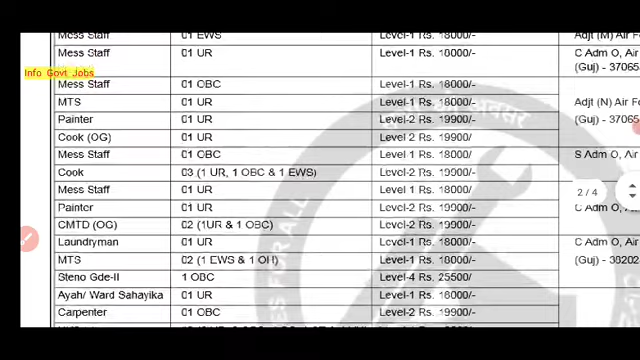 Mess Staff 01 EWS Level-1 Rs. 18000/- Adjt (M) Air F
Mess Staff 01 UR Level-1 Rs. 18000/- C Adm O, Air
(Guj) - 37065
Info Govt Jobs
Mess Staff 01 OBC Level-1 Rs. 18000/-
MTS 01 UR Level-1 Rs. 18000/- Adjt (N) Air F
Painter 01 UR Level-2 Rs. 19900/- (Guj) - 37065
Cook (OG) 01 UR Level-2 Rs. 19900/-
Mess Staff 01 OBC Level-1 Rs. 18000/- S Adm O, Air
Cook 03 (1 UR, 1 OBC & 1 EWS) Level-2 Rs. 19900/-
Mess Staff 01 UR Level-1 Rs. 18000/- 2 / 4
Painter 01 UR Level-2 Rs. 19900/- C Adm O,
CMTD (OG) 02 (1UR & 1 OBC) Level-2 Rs. 19900/-
Laundryman 01 UR Level-1 Rs. 18000/- C Adm O, Air
MTS 02 (1 EWS & 1 OH) Level-1 Rs. 18000/- (Guj) - 38202
Steno Gde-II 1 OBC Level-4 Rs. 25500/
Ayah/ Ward Sahayika 01 UR Level-1 Rs. 18000/-
Carpenter 01 OBC Level-2 Rs. 19900/-
FOR ALL
अवसर